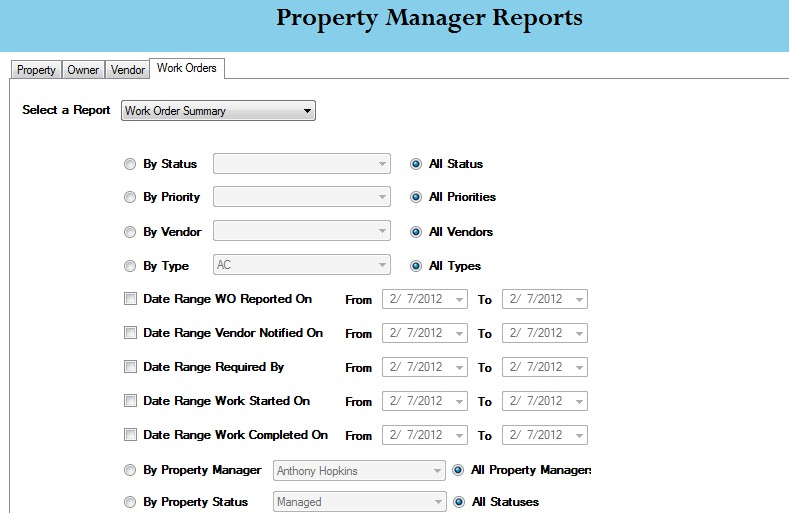 Property Manager Reports
Property Owner Vendor Work Orders
Select a Report Work Order Summary
By Status All Status
By Priority All Priorities
By Vendor All Vendors
By Type AC All Types
Date Range WO Reported On From 2/ 7/2012 To 2/ 7/2012
Date Range Vendor Notified On From 2/ 7/2012 To 2/ 7/2012
Date Range Required By From 2/ 7/2012 To 2/ 7/2012
Date Range Work Started On From 2/ 7/2012 To 2/ 7/2012
Date Range Work Completed On From 2/ 7/2012 To 2/ 7/2012
By Property Manager Anthony Hopkins All Property Managers
By Property Status Managed All Statuses